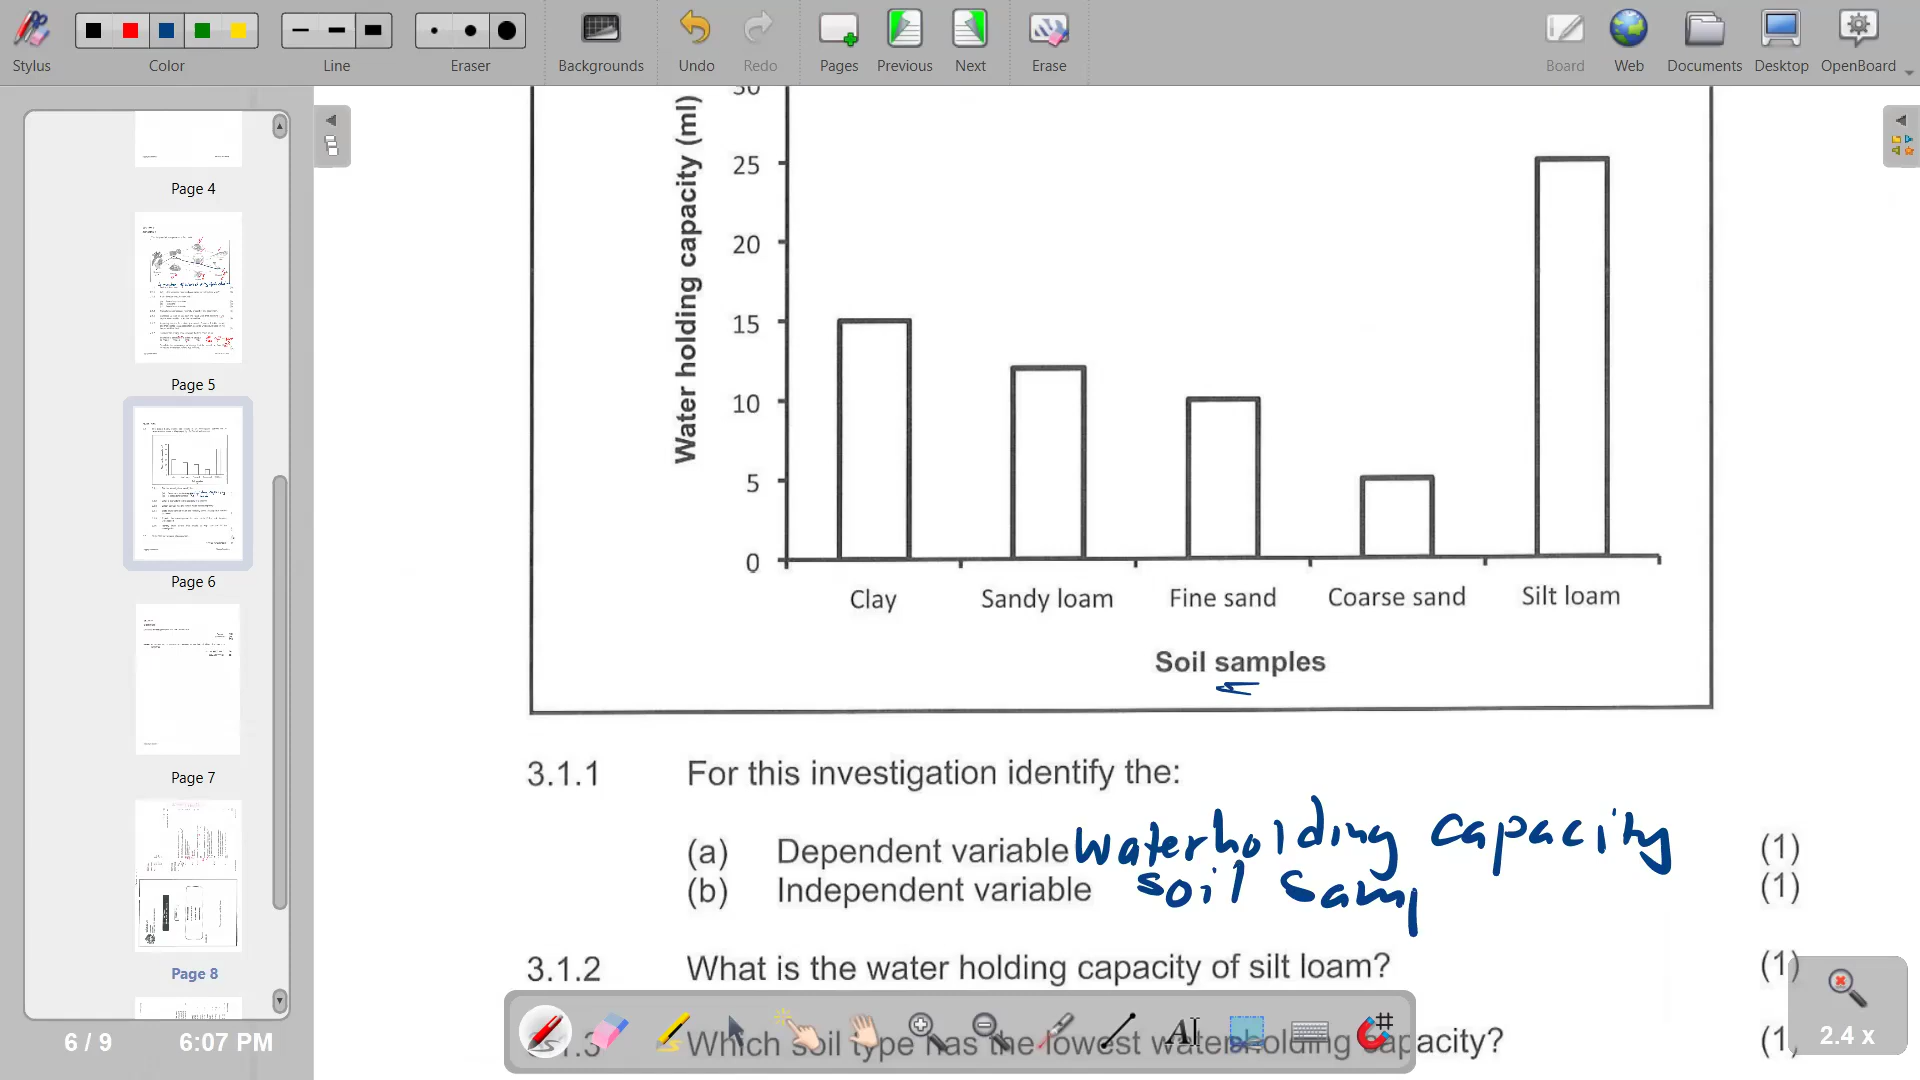 Stylus Color Line Eraser Backgrounds Undo Redo Pages Previous Next Erase Board Web Documents Desktop OpenBoard
Page 4
Page 5
Page 6
Page 7
Page 8
6 / 9 6:07 PM
Water holding capacity (ml)
30
25
20
15
10
5
0
Clay Sandy loam Fine sand Coarse sand Silt loam
Soil samples
3.1.1 For this investigation identify the:
(a) Dependent variable waterholding capacity (1)
(b) Independent variable soil samp (1)
3.1.2 What is the water holding capacity of silt loam? (1)
Which soil type has the lowest waterholding capacity? (1
2.4 x